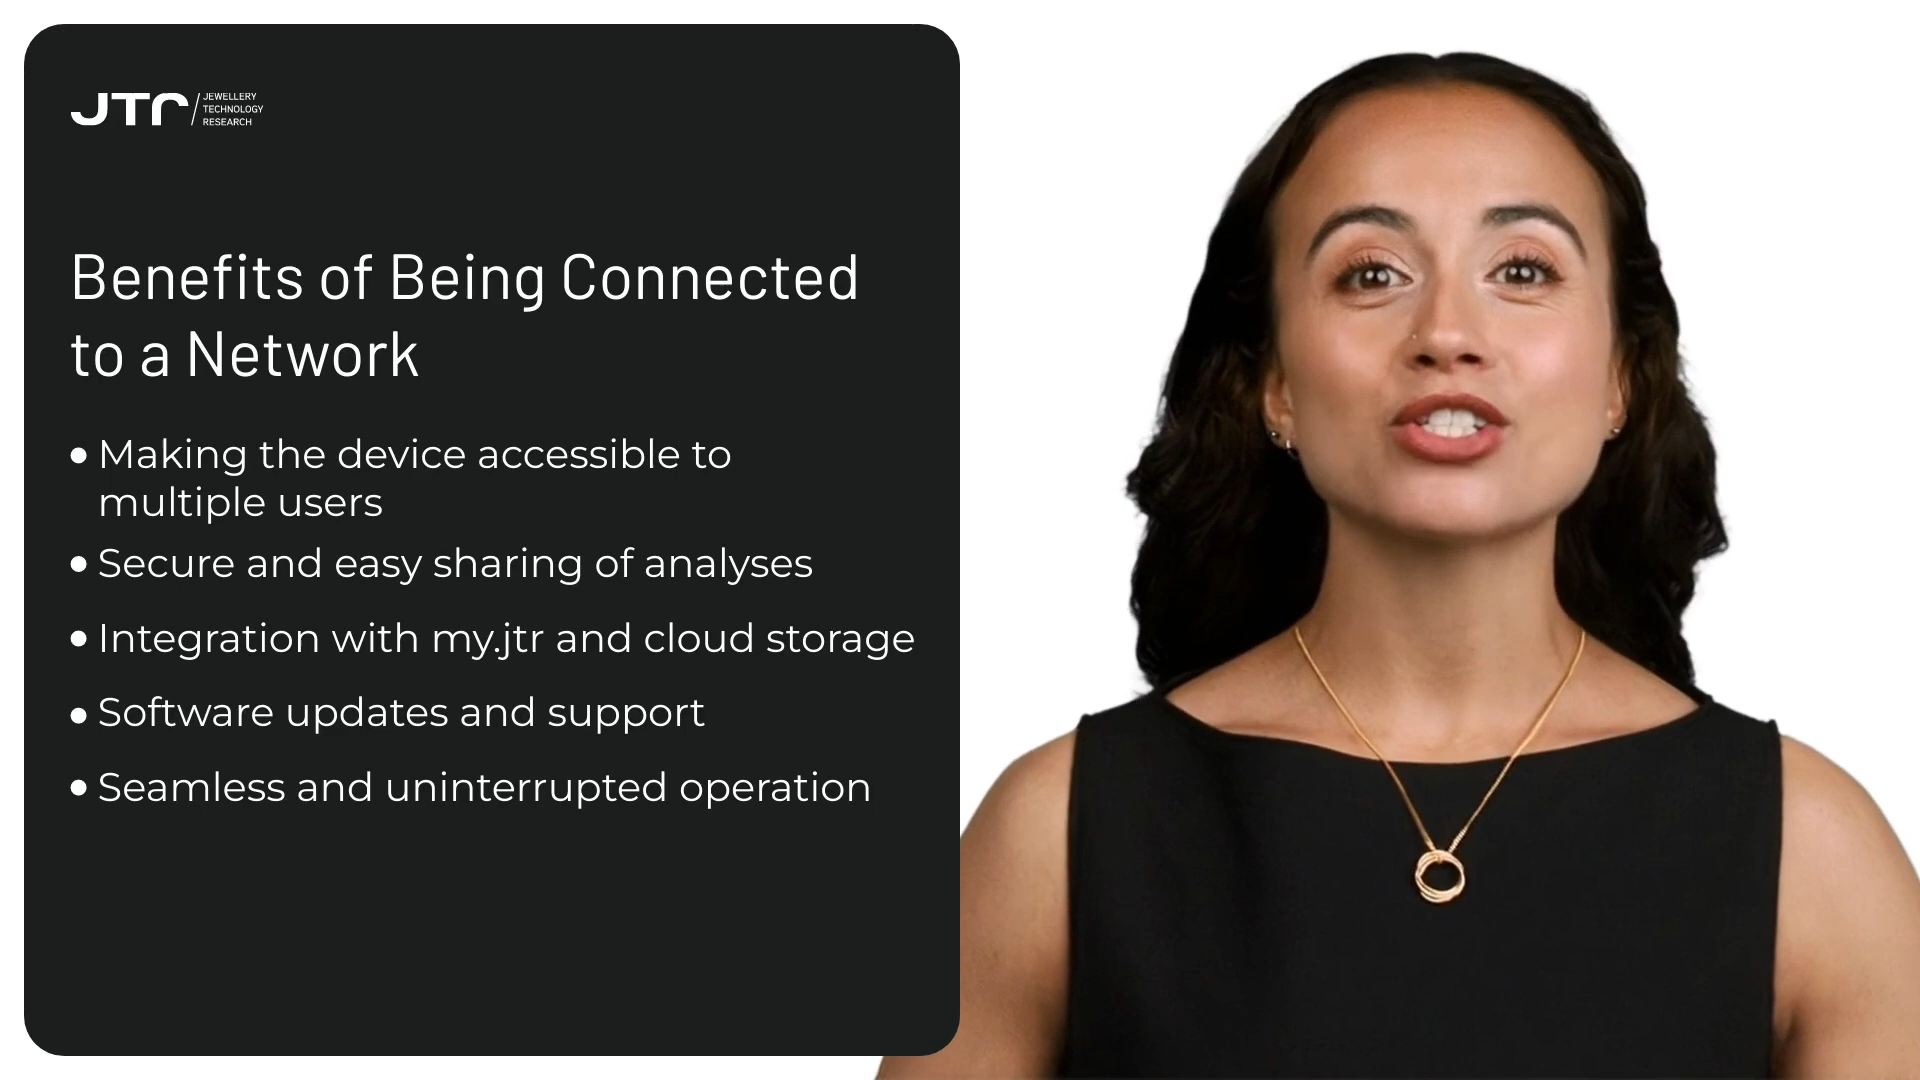 JTR
JEWELLERY
TECHNOLOGY
RESEARCH
Benefits of Being Connected
to a Network
• Making the device accessible to
multiple users
• Secure and easy sharing of analyses
• Integration with my.jtr and cloud storage
• Software updates and support
• Seamless and uninterrupted operation